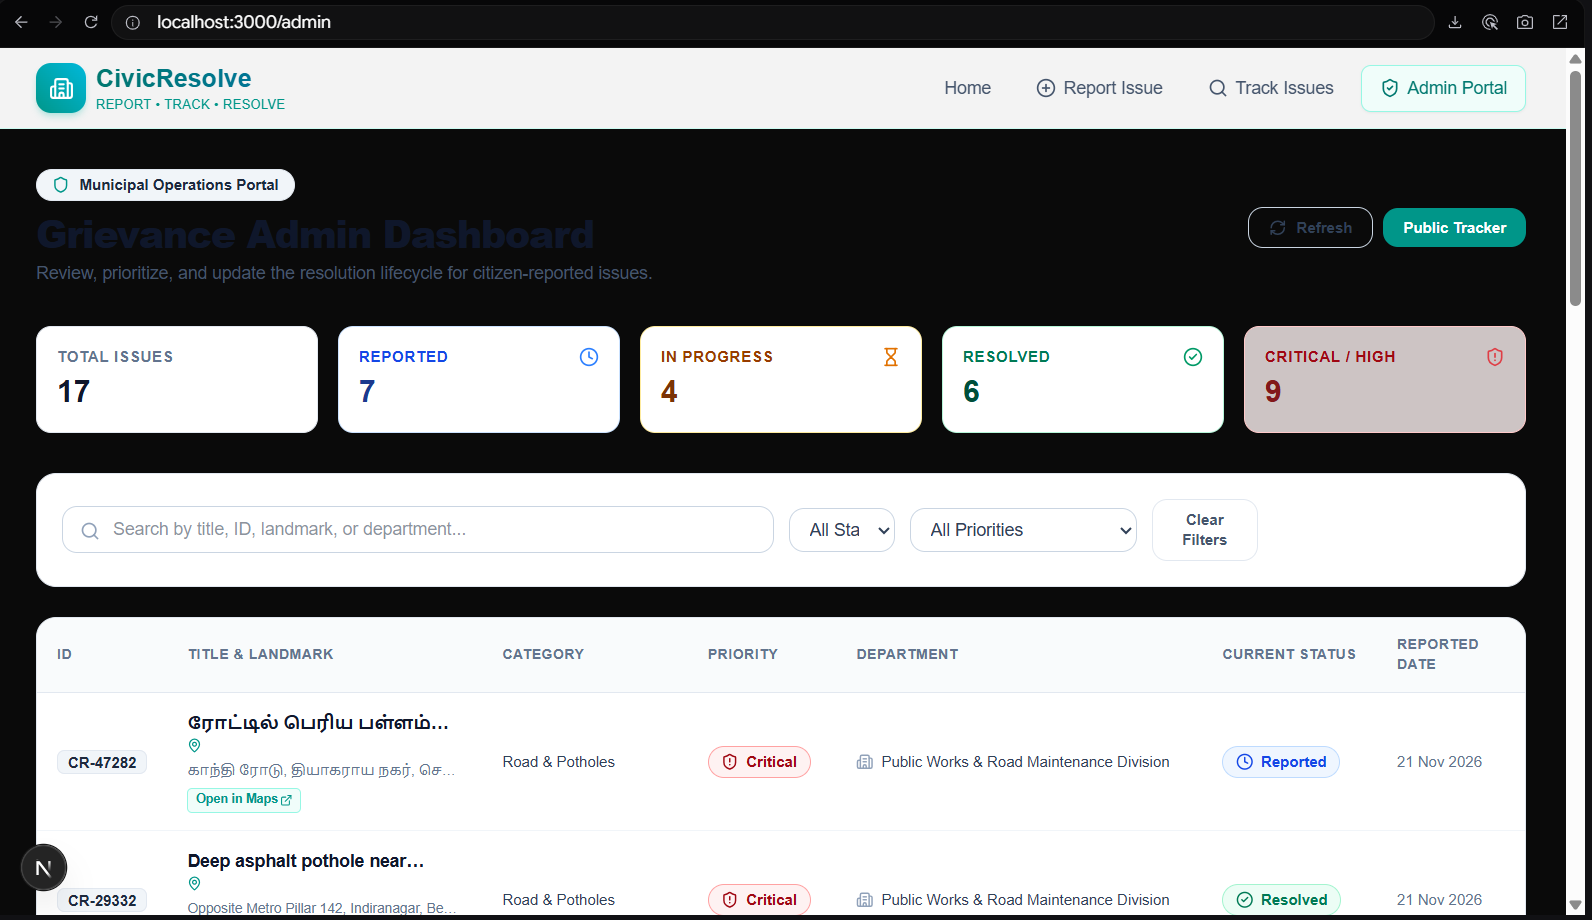 localhost:3000/admin
CivicResolve
REPORT • TRACK • RESOLVE
Home
Report Issue
Track Issues
Admin Portal
Municipal Operations Portal
Grievance Admin Dashboard
Review, prioritize, and update the resolution lifecycle for citizen-reported issues.
Refresh
Public Tracker
TOTAL ISSUES
17
REPORTED
7
IN PROGRESS
4
RESOLVED
6
CRITICAL / HIGH
9
Search by title, ID, landmark, or department...
All Sta
All Priorities
Clear
Filters
ID
TITLE & LANDMARK
CATEGORY
PRIORITY
DEPARTMENT
CURRENT STATUS
REPORTED
DATE
CR-47282
ரோட்டில் பெரிய பள்ளம்...
காந்தி ரோடு, தியாகராய நகர், செ...
Open in Maps
Road & Potholes
Critical
Public Works & Road Maintenance Division
Reported
21 Nov 2026
N
CR-29332
Deep asphalt pothole near...
Opposite Metro Pillar 142, Indiranagar, Be...
Road & Potholes
Critical
Public Works & Road Maintenance Division
Resolved
21 Nov 2026